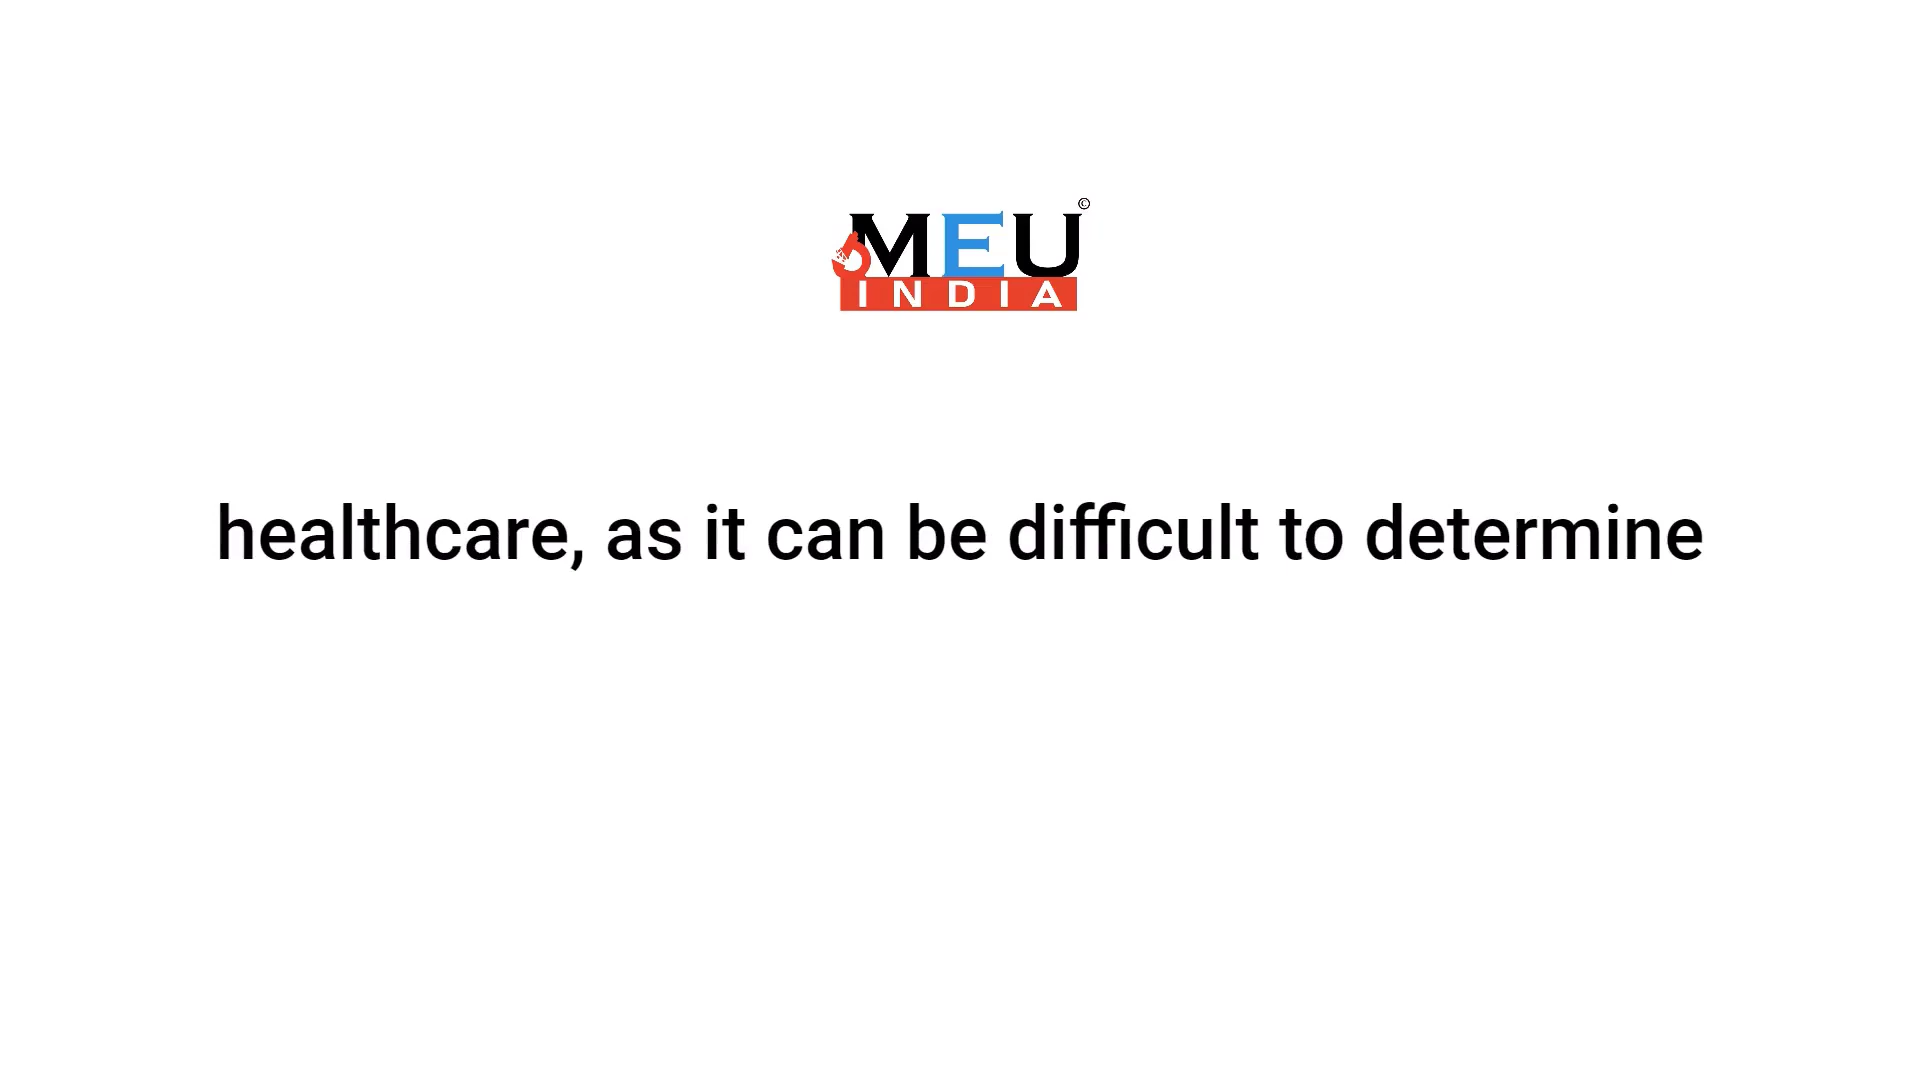 MEU ©
INDIA
healthcare, as it can be difficult to determine